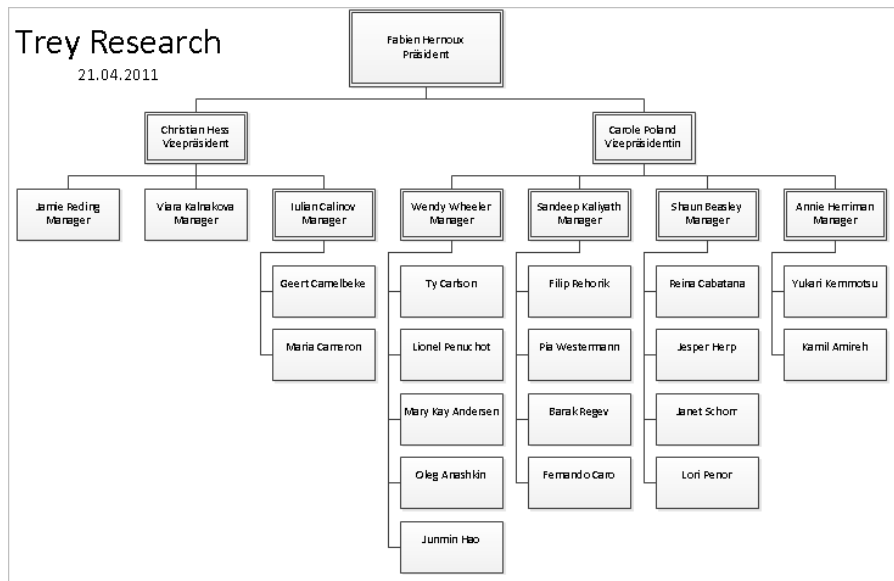 Trey Research
21.04.2011
Fabien Hernoux
Präsident
Christian Hess
Vizepräsident
Carole Poland
Vizepräsidentin
Jamie Reding
Manager
Viara Kalnakova
Manager
Iulian Calinov
Manager
Wendy Wheeler
Manager
Sandeep Kaliyath
Manager
Shaun Beasley
Manager
Annie Herriman
Manager
Geert Camelbeke
Ty Carlson
Filip Rehorik
Reina Cabatana
Yukari Kemmotsu
Maria Cameron
Lionel Penuchot
Pia Westermann
Jesper Herp
Kamil Amireh
Mary Kay Andersen
Barak Regev
Janet Schorr
Oleg Anashkin
Fernando Caro
Lori Penor
Junmin Hao